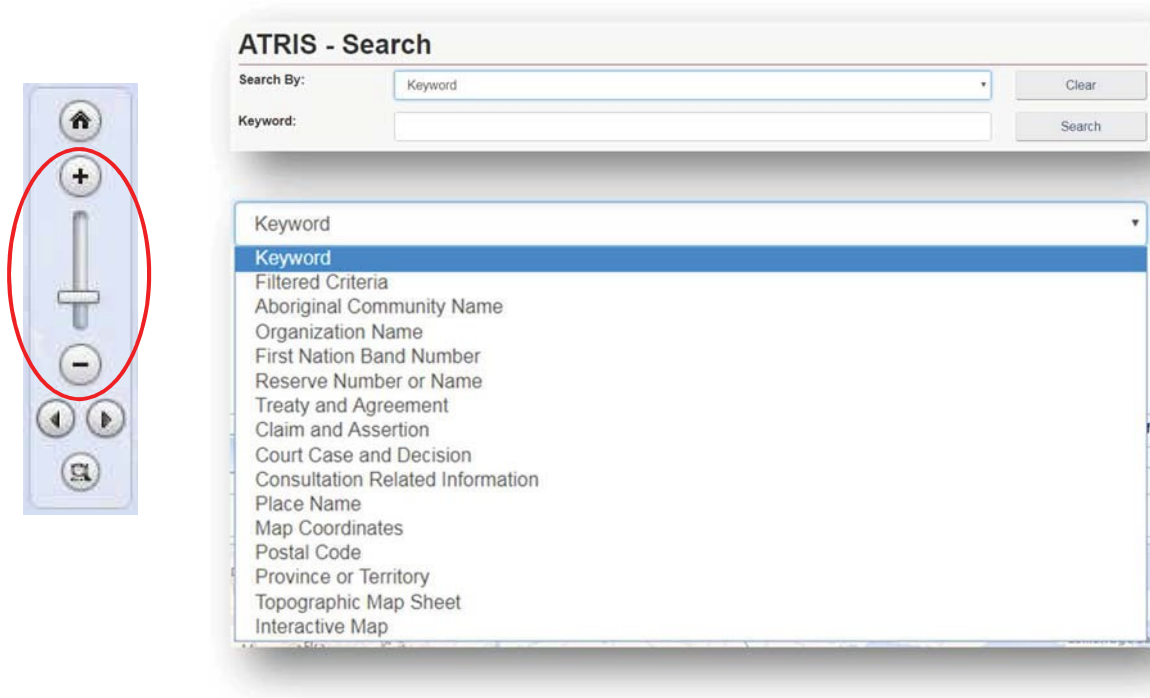 ATRIS - Search
Search By:
Keyword
Clear
Keyword:
Search
Keyword
Keyword
Filtered Criteria
Aboriginal Community Name
Organization Name
First Nation Band Number
Reserve Number or Name
Treaty and Agreement
Claim and Assertion
Court Case and Decision
Consultation Related Information
Place Name
Map Coordinates
Postal Code
Province or Territory
Topographic Map Sheet
Interactive Map